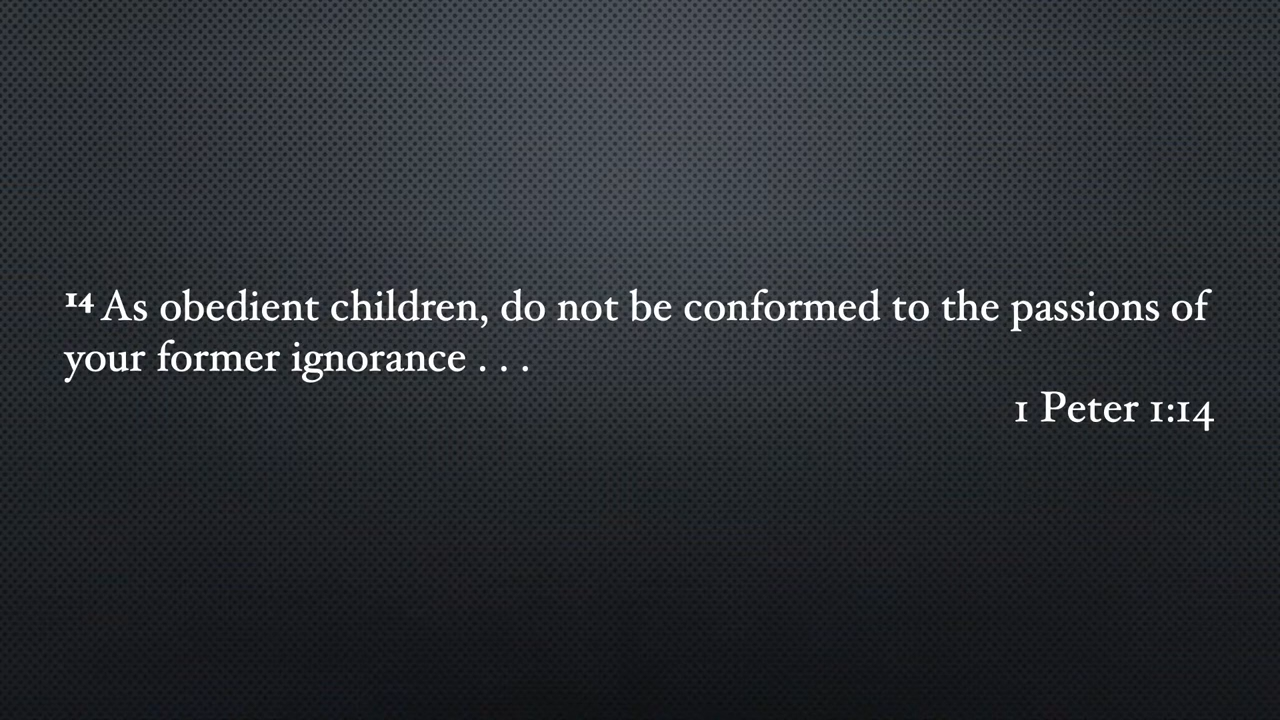 14 As obedient children, do not be conformed to the passions of
your former ignorance . . .
1 Peter 1:14